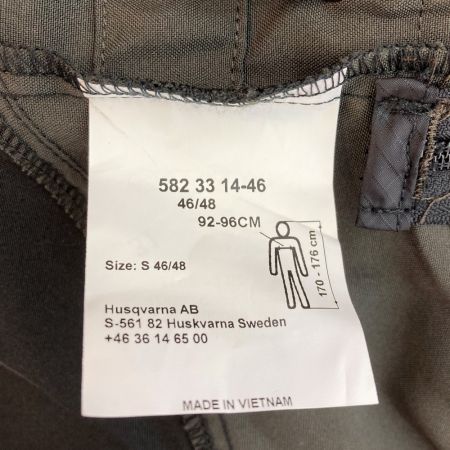 582 33 14-46
46/48
92-96CM
170 - 176 cm
Size: S 46/48
Husqvarna AB
S-561 82 Huskvarna Sweden
+46 36 14 65 00
MADE IN VIETNAM